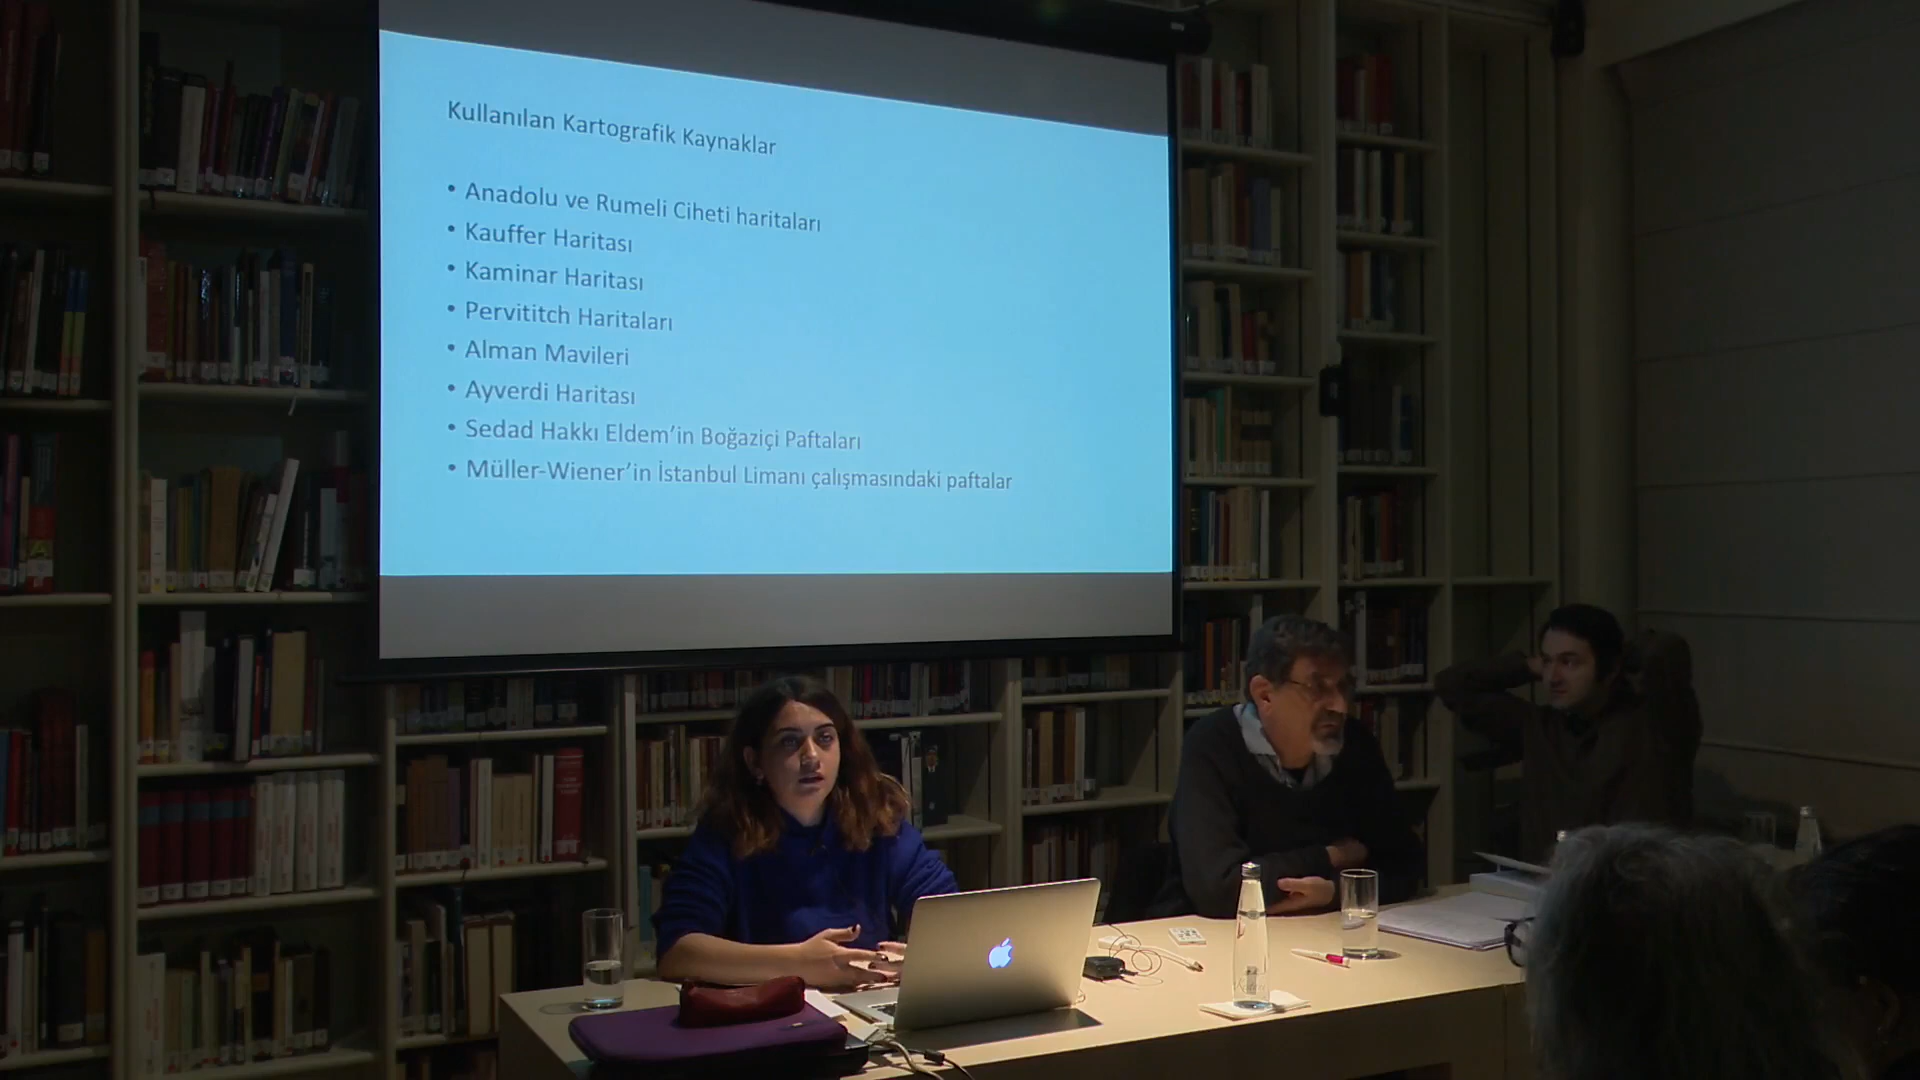 Kullanılan Kartografik Kaynaklar
• Anadolu ve Rumeli Ciheti haritaları
• Kauffer Haritası
• Kaminar Haritası
• Pervititch Haritaları
• Alman Mavileri
• Ayverdi Haritası
• Sedad Hakkı Eldem’in Boğaziçi Paftaları
• Müller-Wiener’in İstanbul Limanı çalışmasındaki paftalar